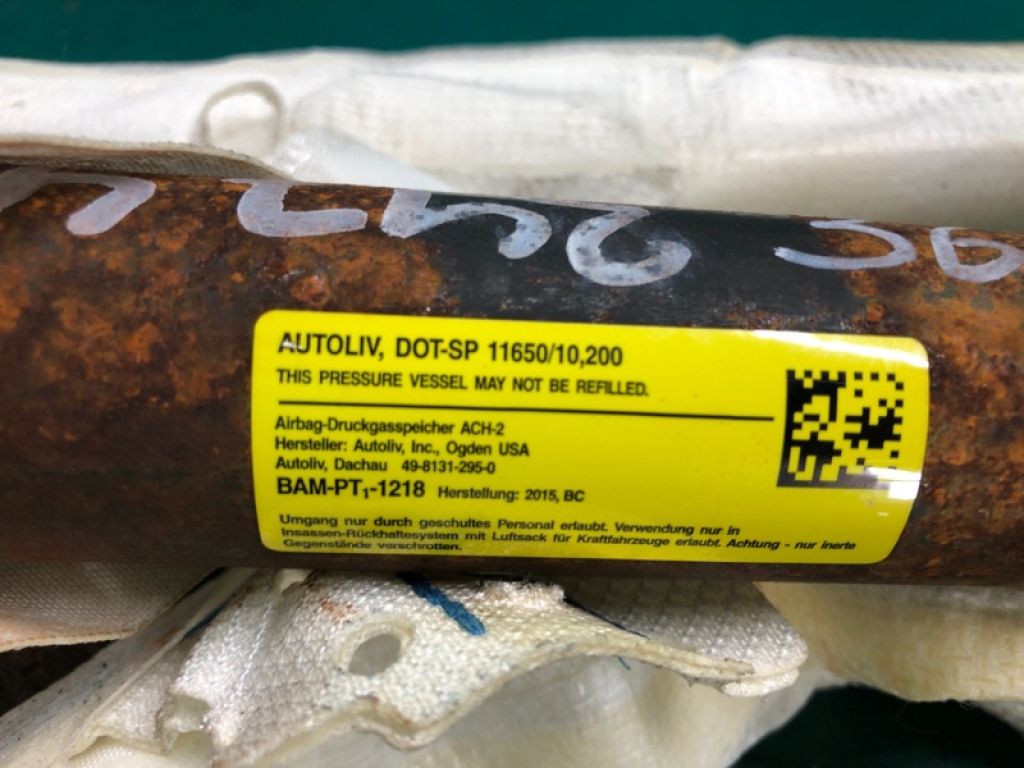 AUTOLIV, DOT-SP 11650/10,200
THIS PRESSURE VESSEL MAY NOT BE REFILLED.
Airbag-Druckgasspeicher ACH-2
Hersteller: Autoliv, Inc., Ogden USA
Autoliv, Dachau 49-8131-295-0
BAM-PT₁-1218 Herstellung: 2015, BC
Umgang nur durch geschultes Personal erlaubt. Verwendung nur in
Insassen-Rückhaltesystem mit Luftsack für Kraftfahrzeuge erlaubt. Achtung - nur inerte
Gegenstände verschrotten.